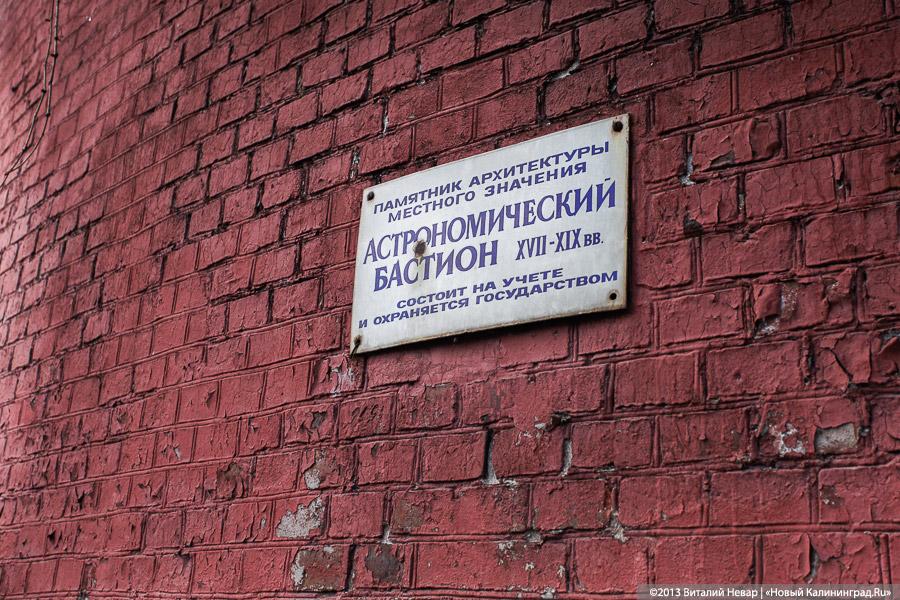 ПАМЯТНИК АРХИТЕКТУРЫ
МЕСТНОГО ЗНАЧЕНИЯ
АСТРОНОМИЧЕСКИЙ
БАСТИОН XVII-XIX ВВ.
СОСТОИТ НА УЧЕТЕ
И ОХРАНЯЕТСЯ ГОСУДАРСТВОМ
©2013 Виталий Невар | «Новый Калининград.Ru»